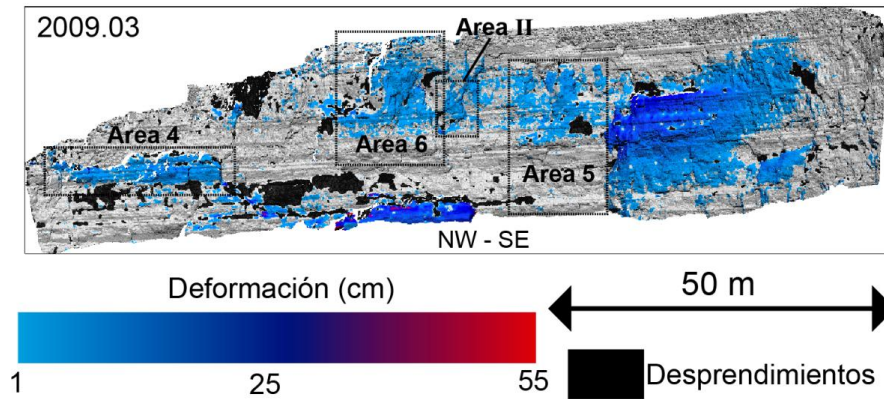 2009.03
Area II
Area 4
Area 6
Area 5
NW - SE
Deformación (cm)
50 m
1
25
55
Desprendimientos